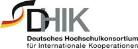 DHIK
Deutsches Hochschulkonsortium
für Internationale Kooperationen